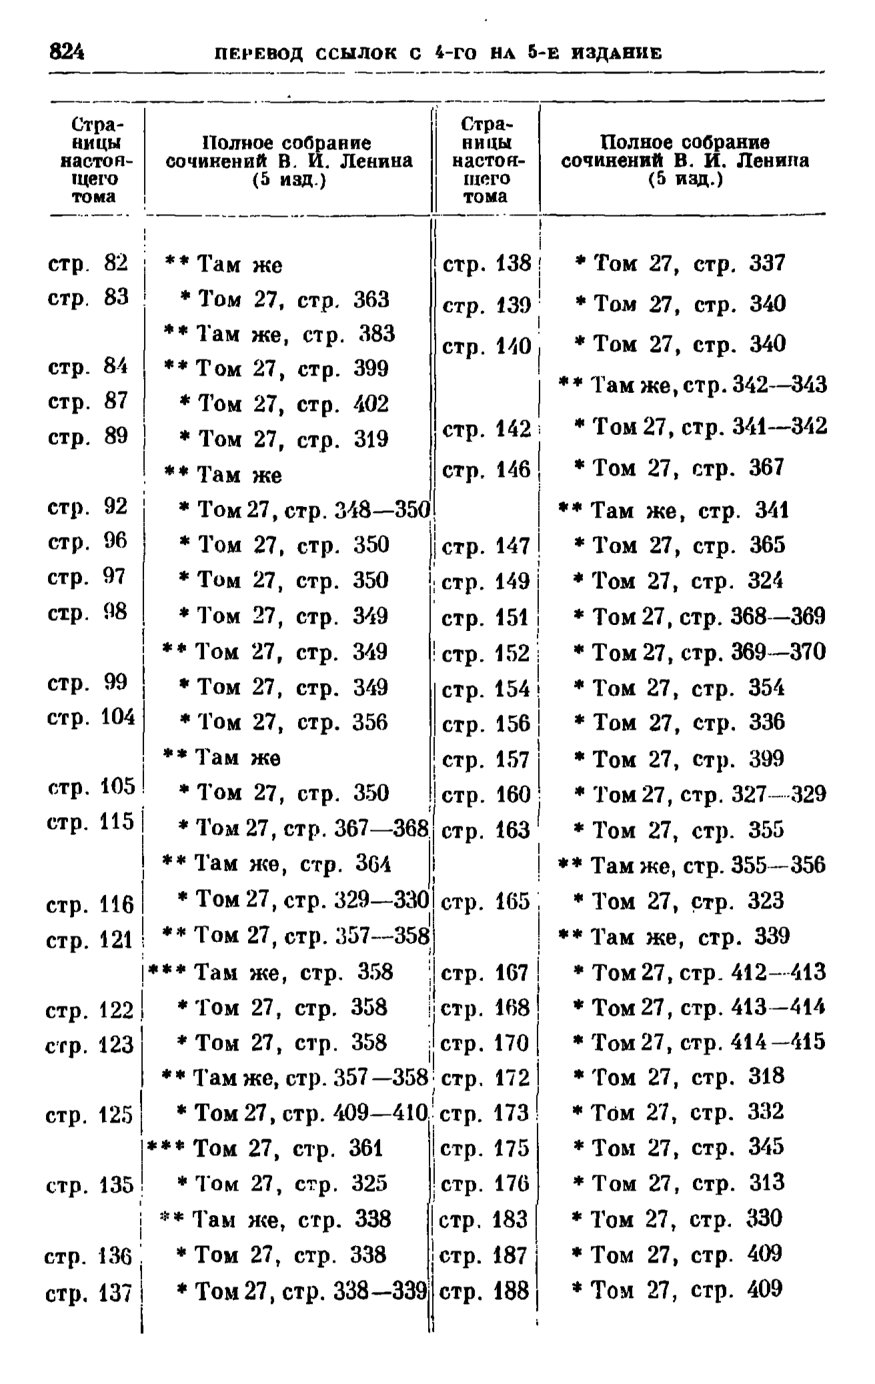 824 ПЕРЕВОД ССЫЛОК С 4-ГО НА 5-Е ИЗДАНИЕ
Стра-
ницы
настоя-
щего
тома
Полное собрание
сочинений В. И. Ленина
(5 изд.)
стр. 82 ** Там же
стр. 83 * Том 27, стр. 363
** Там же, стр. 383
стр. 84 ** Том 27, стр. 399
стр. 87 * Том 27, стр. 402
стр. 89 * Том 27, стр. 319
** Там же
стр. 92 * Том 27, стр. 348—350
стр. 96 * Том 27, стр. 350
стр. 97 * Том 27, стр. 350
стр. 98 * Том 27, стр. 349
** Том 27, стр. 349
стр. 99 * Том 27, стр. 349
стр. 104 * Том 27, стр. 356
** Там же
стр. 105 * Том 27, стр. 350
стр. 115 * Том 27, стр. 367—368
** Там же, стр. 364
стр. 116 * Том 27, стр. 329—330
стр. 121 ** Том 27, стр. 357—358
*** Там же, стр. 358
стр. 122 * Том 27, стр. 358
стр. 123 * Том 27, стр. 358
** Там же, стр. 357—358
стр. 125 * Том 27, стр. 409—410
*** Том 27, стр. 361
стр. 135 * Том 27, стр. 325
** Там же, стр. 338
стр. 136 * Том 27, стр. 338
стр. 137 * Том 27, стр. 338—339
Стра-
ницы
настоя-
щего
тома
Полное собрание
сочинений В. И. Ленина
(5 изд.)
стр. 138 * Том 27, стр. 337
стр. 139 * Том 27, стр. 340
стр. 140 * Том 27, стр. 340
** Там же, стр. 342—343
стр. 142 * Том 27, стр. 341—342
стр. 146 * Том 27, стр. 367
** Там же, стр. 341
стр. 147 * Том 27, стр. 365
стр. 149 * Том 27, стр. 324
стр. 151 * Том 27, стр. 368—369
стр. 152 * Том 27, стр. 369—370
стр. 154 * Том 27, стр. 354
стр. 156 * Том 27, стр. 336
стр. 157 * Том 27, стр. 399
стр. 160 * Том 27, стр. 327—329
стр. 163 * Том 27, стр. 355
** Там же, стр. 355—356
стр. 165 * Том 27, стр. 323
** Там же, стр. 339
стр. 167 * Том 27, стр. 412—413
стр. 168 * Том 27, стр. 413—414
стр. 170 * Том 27, стр. 414—415
стр. 172 * Том 27, стр. 318
стр. 173 * Том 27, стр. 332
стр. 175 * Том 27, стр. 345
стр. 176 * Том 27, стр. 313
стр. 183 * Том 27, стр. 330
стр. 187 * Том 27, стр. 409
стр. 188 * Том 27, стр. 409